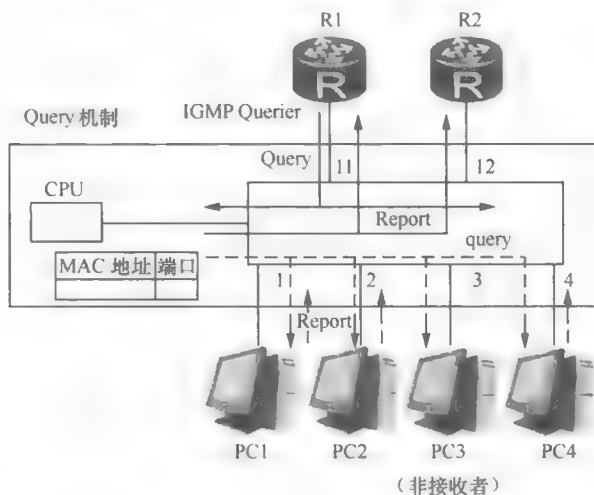 R1
R2
R
R
Query 机制
IGMP Querier
Query
11
12
CPU
Report
query
MAC 地址 端口
1
2
3
4
Report
PC1
PC2
PC3
PC4
（非接收者）